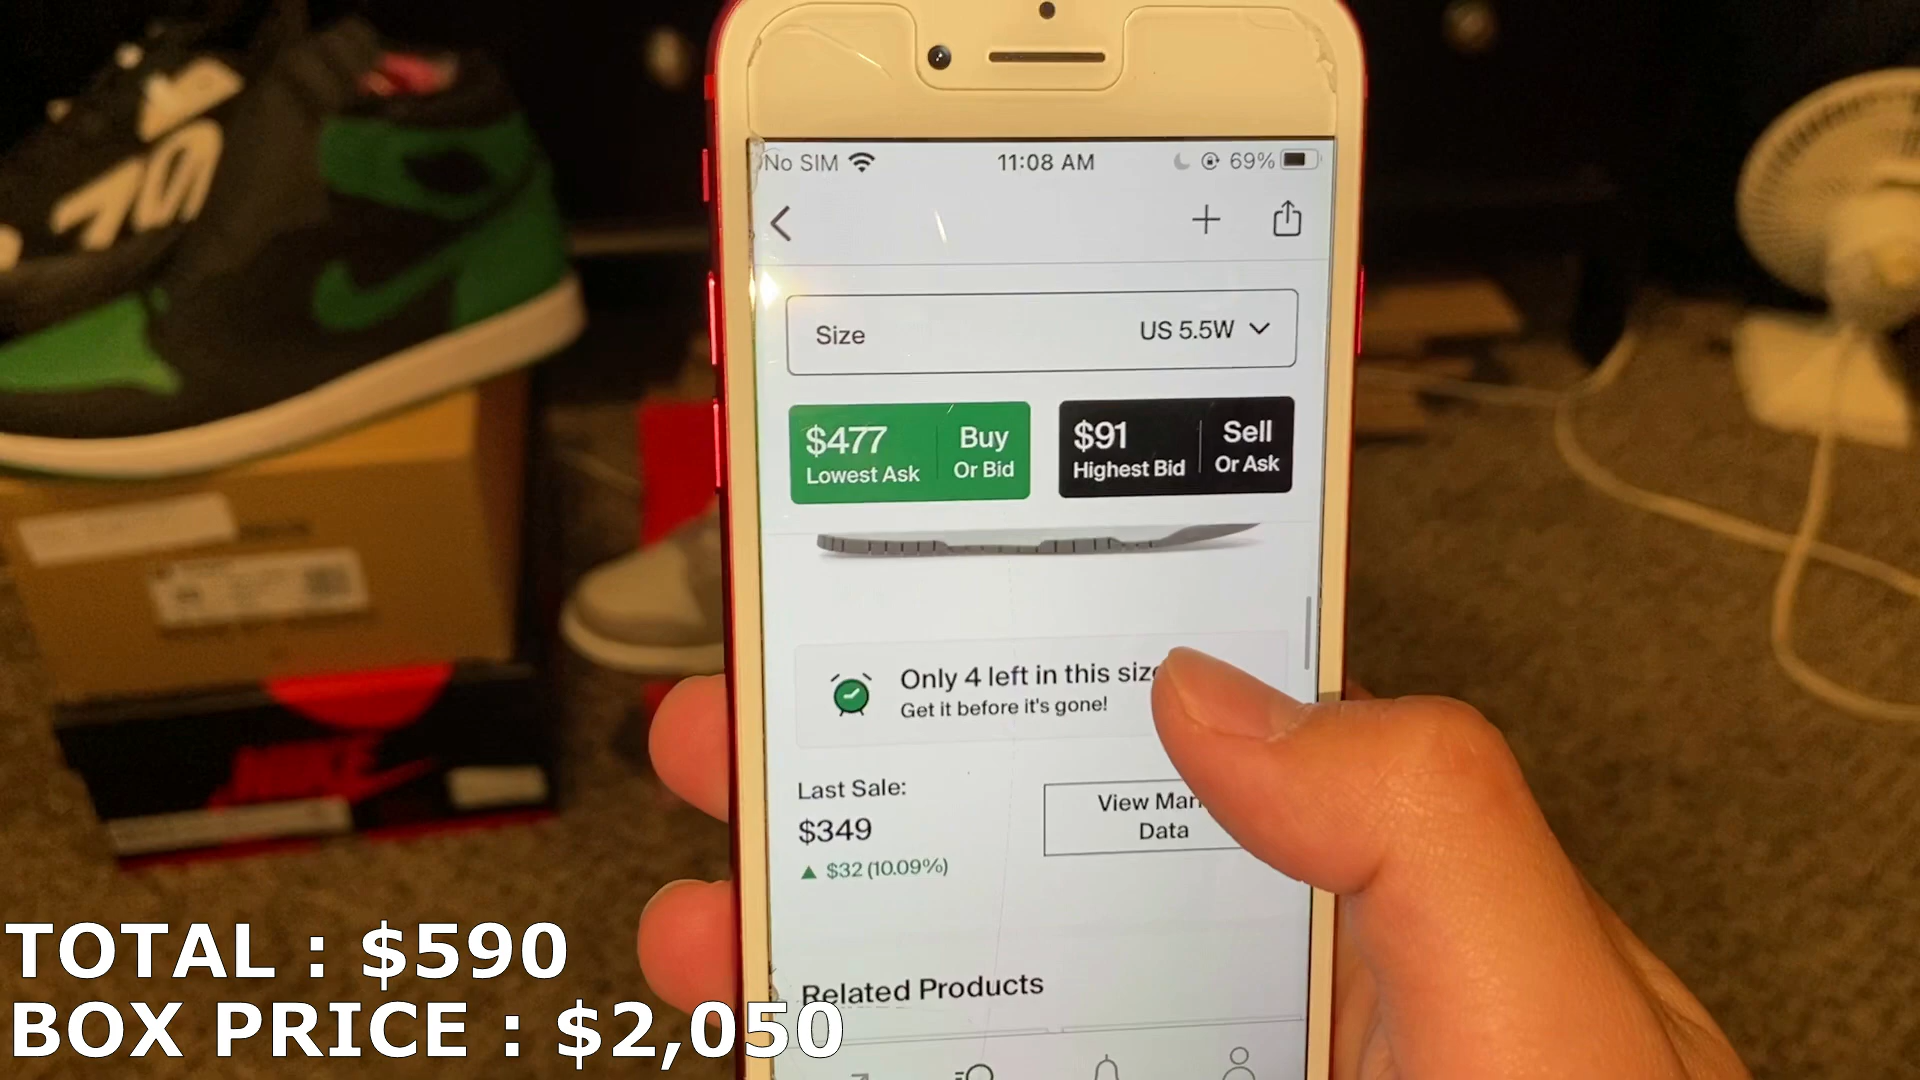 No SIM
11:08 AM
69%
Size
US 5.5W
$477
Lowest Ask
Buy
Or Bid
$91
Highest Bid
Sell
Or Ask
Only 4 left in this size
Get it before it's gone!
Last Sale:
$349
▲ $32 (10.09%)
View Mar
Data
Related Products
NIKE
TOTAL : $590
BOX PRICE : $2,050